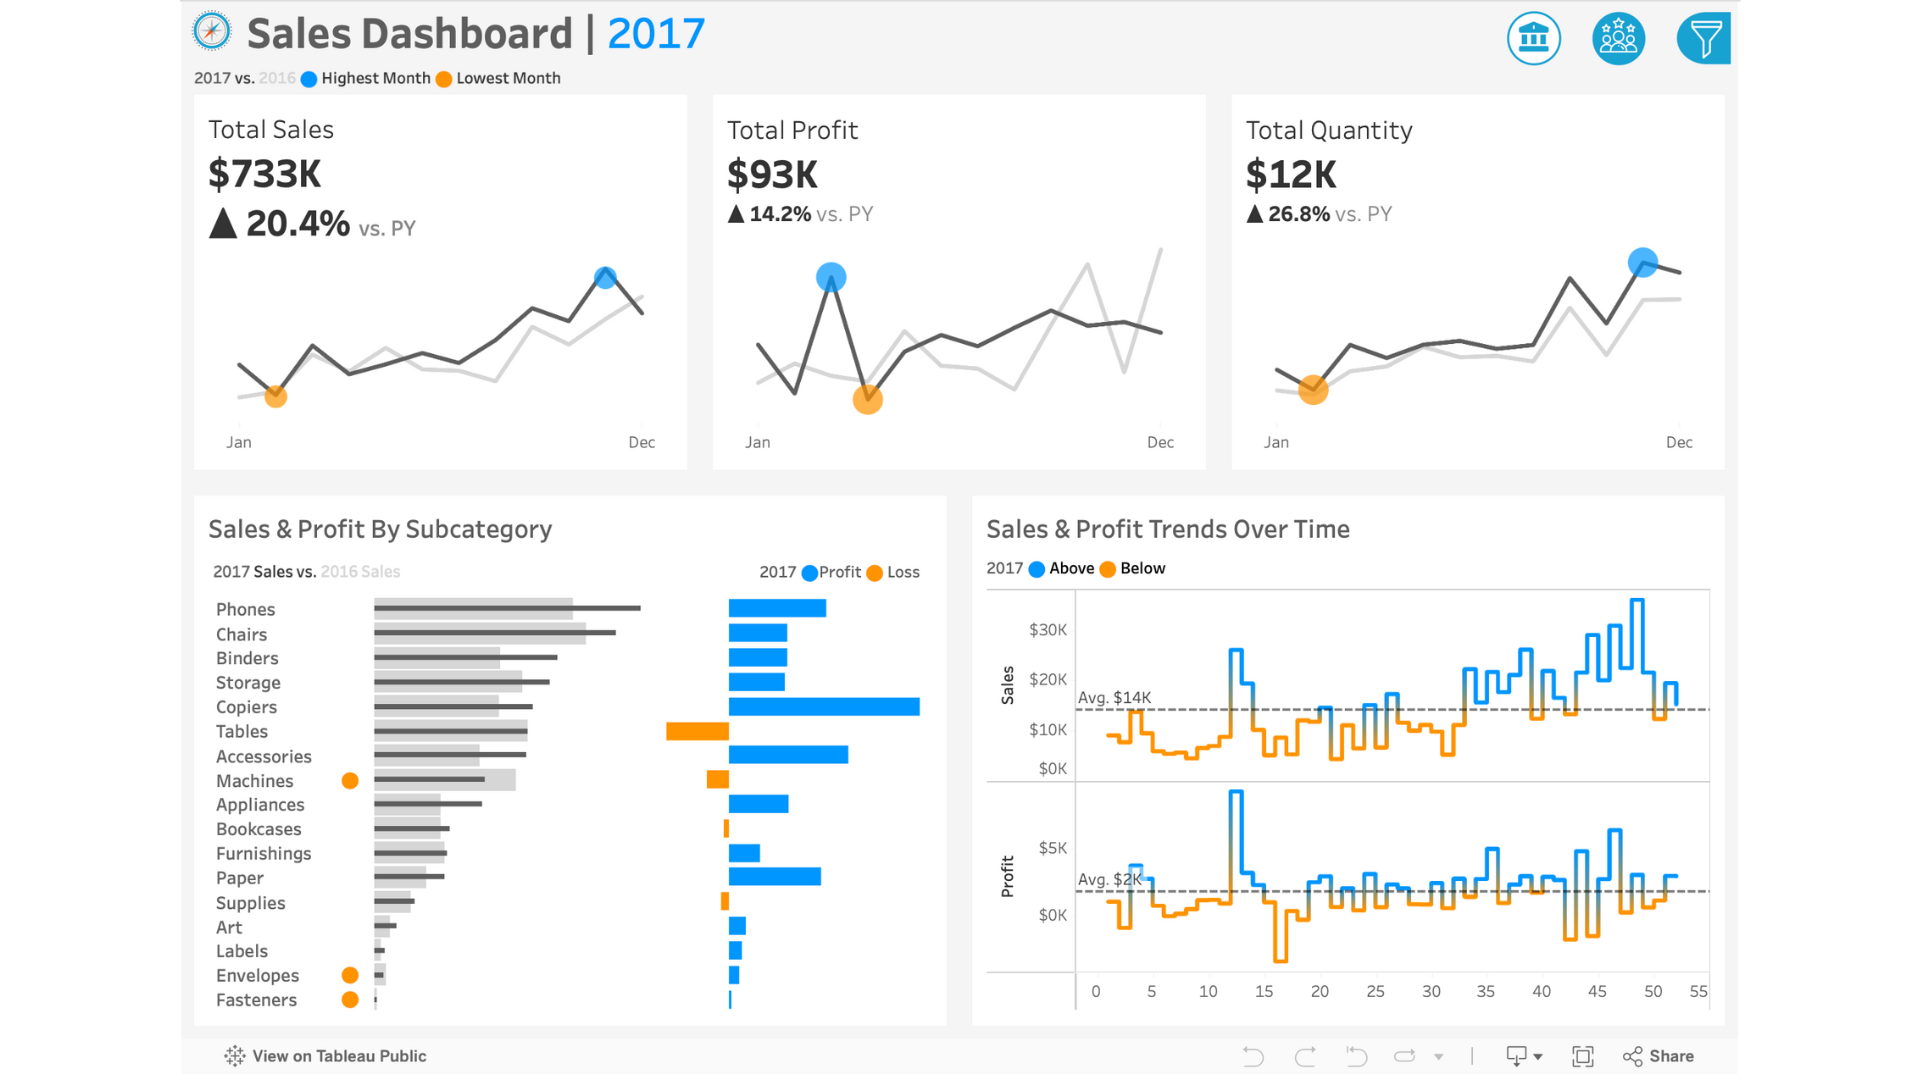 Sales Dashboard | 2017
2017 vs. 2016 Highest Month Lowest Month
Total Sales
$733K
▲ 20.4% vs. PY
Jan Dec
Total Profit
$93K
▲ 14.2% vs. PY
Jan Dec
Total Quantity
$12K
▲ 26.8% vs. PY
Jan Dec
Sales & Profit By Subcategory
2017 Sales vs. 2016 Sales
2017 Profit Loss
Phones
Chairs
Binders
Storage
Copiers
Tables
Accessories
Machines
Appliances
Bookcases
Furnishings
Paper
Supplies
Art
Labels
Envelopes
Fasteners
Sales & Profit Trends Over Time
2017 Above Below
Sales
$30K
$20K
Avg. $14K
$10K
$0K
Profit
$5K
Avg. $2K
$0K
0 5 10 15 20 25 30 35 40 45 50 55
View on Tableau Public
Share